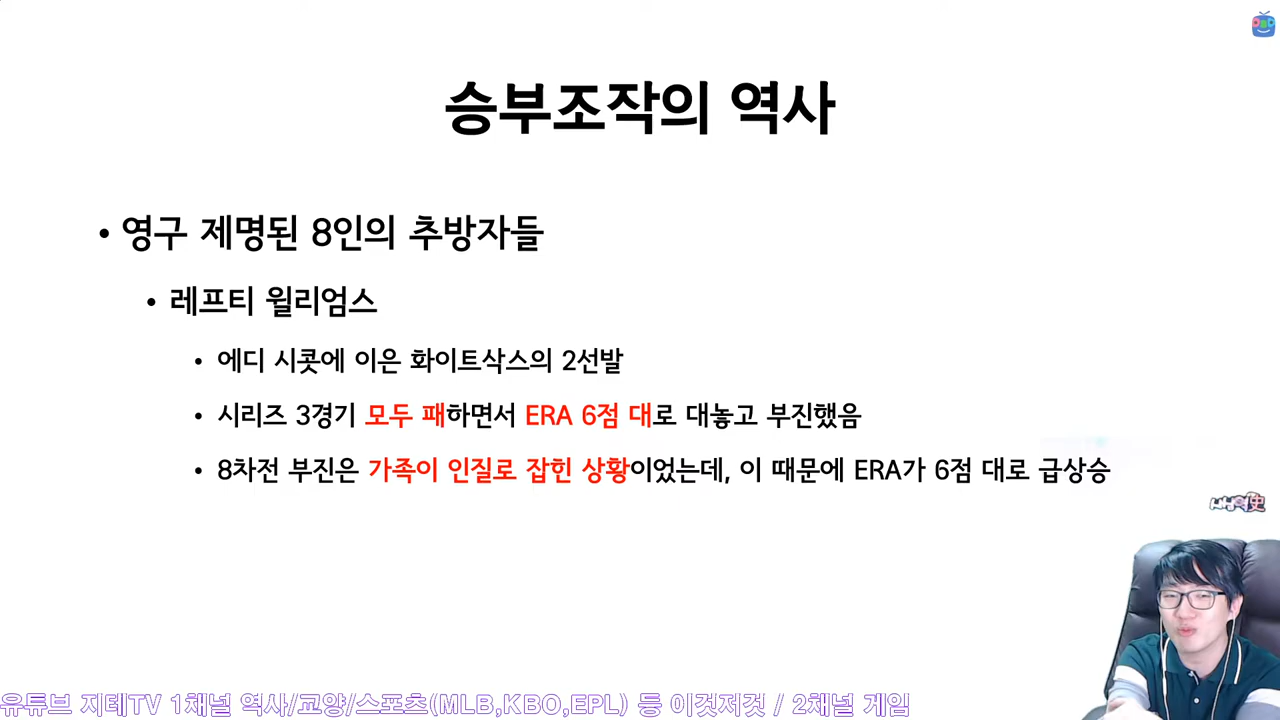 승부조작의 역사
• 영구 제명된 8인의 추방자들
• 레프티 윌리엄스
• 에디 시콧에 이은 화이트삭스의 2선발
• 시리즈 3경기 모두 패하면서 ERA 6점 대로 대놓고 부진했음
• 8차전 부진은 가족이 인질로 잡힌 상황이었는데, 이 때문에 ERA가 6점 대로 급상승
유튜브 지테TV 1채널 역사/교양/스포츠(MLB,KBO,EPL) 등 이것저것 / 2채널 게임